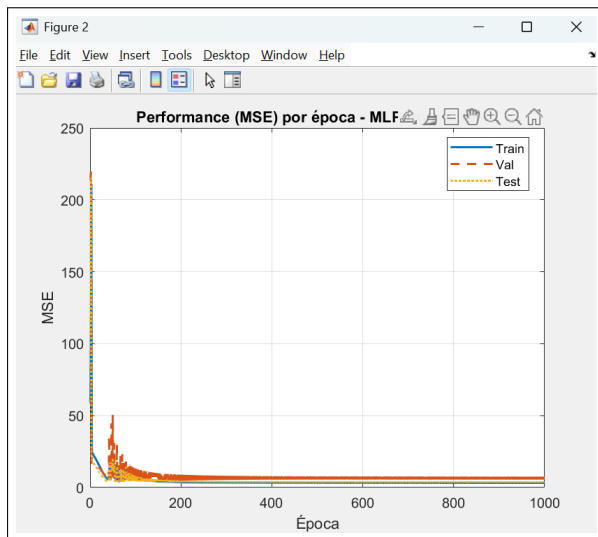 Figure 2
File Edit View Insert Tools Desktop Window Help
Performance (MSE) por época - MLP
250
200
150
100
50
0
MSE
Train
Val
Test
0 200 400 600 800 1000
Época